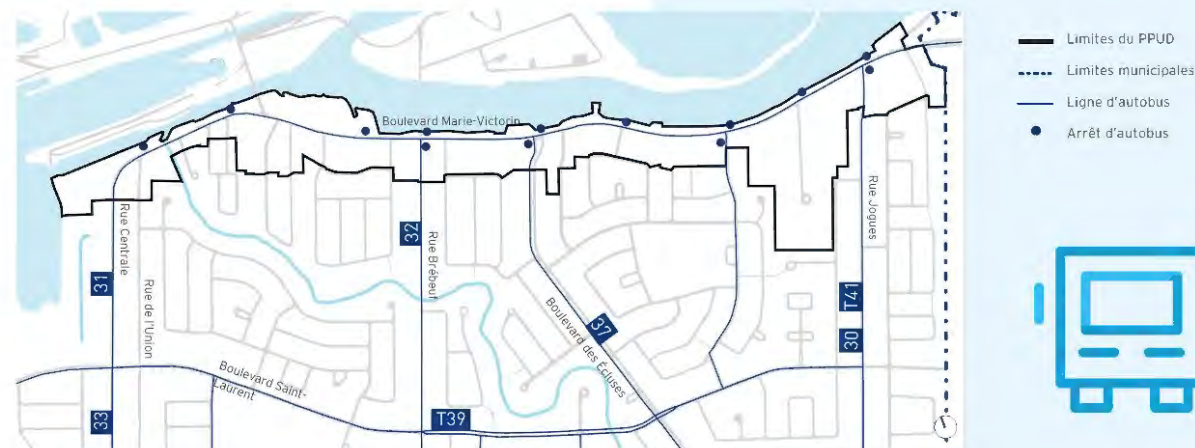 Limites du PPUD
Limites municipales
Ligne d'autobus
Arrêt d'autobus
Boulevard Marie-Victorin
Rue Centrale
Rue de l'Union
Rue Brébeuf
Rue Jogues
Boulevard des Écluses
Boulevard Saint-
Laurent
31
32
37
T41
30
33
T39